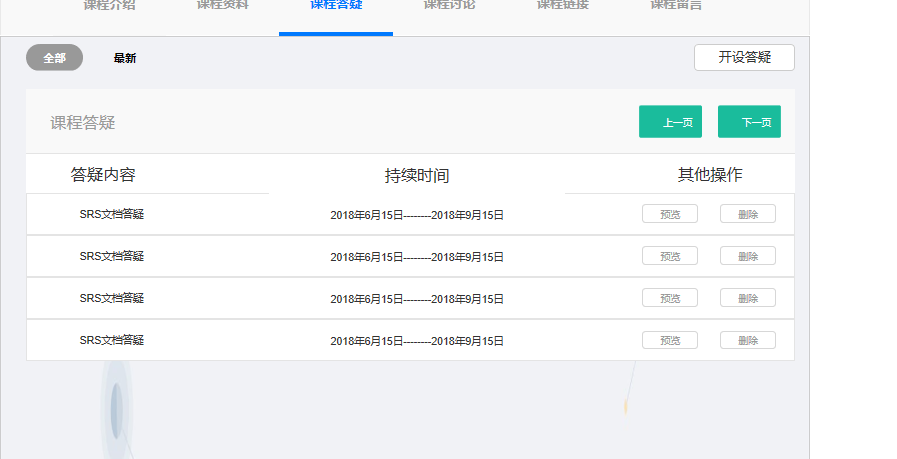 课程介绍 课程资料 课程答疑 课程讨论 课程链接 课程留言
全部 最新 开设答疑
课程答疑 上一页 下一页
答疑内容 持续时间 其他操作
SRS文档答疑 2018年6月15日--------2018年9月15日 预览 删除
SRS文档答疑 2018年6月15日--------2018年9月15日 预览 删除
SRS文档答疑 2018年6月15日--------2018年9月15日 预览 删除
SRS文档答疑 2018年6月15日--------2018年9月15日 预览 删除